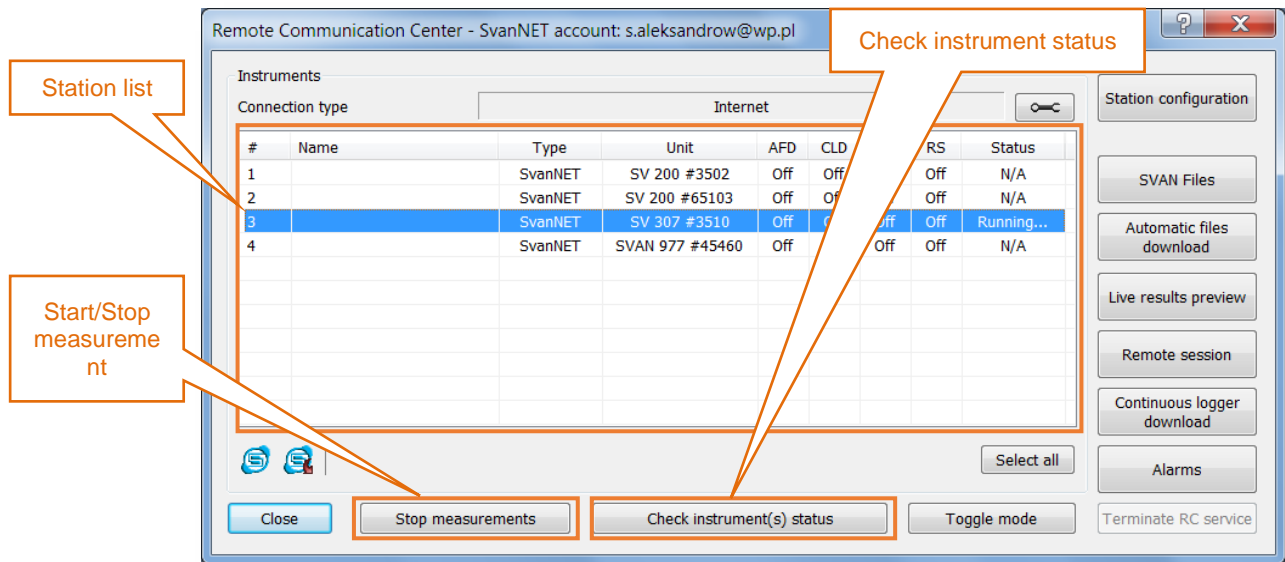 Remote Communication Center - SvanNET account: s.aleksandrow@wp.pl
Check instrument status
Station list
Instruments
Connection type Internet
Station configuration
# Name Type Unit AFD CLD RS Status
1 SvanNET SV 200 #3502 Off Off Off N/A
2 SvanNET SV 200 #65103 Off Off N/A
3 SvanNET SV 307 #3510 Off Off Off Running...
4 SvanNET SVAN 977 #45460 Off Off Off N/A
SVAN Files
Automatic files
download
Live results preview
Remote session
Continuous logger
download
Alarms
Start/Stop
measureme
nt
Select all
Close Stop measurements Check instrument(s) status Toggle mode Terminate RC service